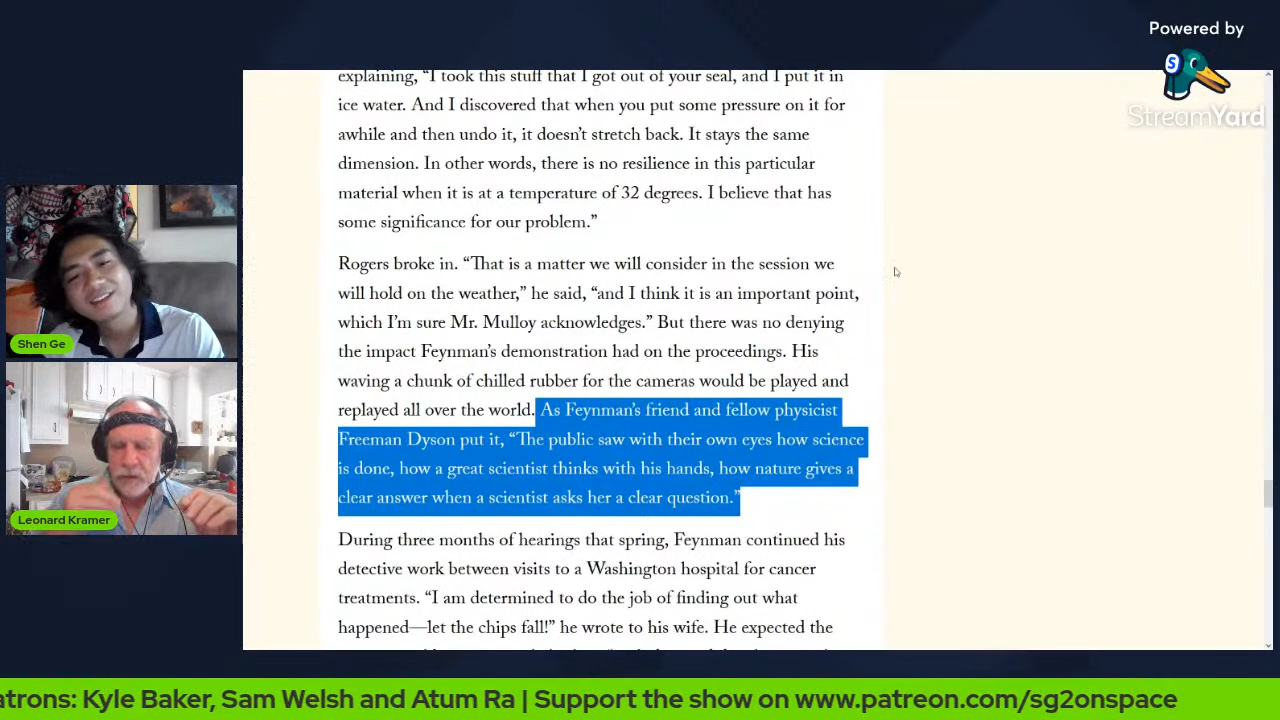 Powered by
StreamYard
explaining, “I took this stuff that I got out of your seal, and I put it in
ice water. And I discovered that when you put some pressure on it for
awhile and then undo it, it doesn’t stretch back. It stays the same
dimension. In other words, there is no resilience in this particular
material when it is at a temperature of 32 degrees. I believe that has
some significance for our problem.”
Rogers broke in. “That is a matter we will consider in the session we
will hold on the weather,” he said, “and I think it is an important point,
which I’m sure Mr. Mulloy acknowledges.” But there was no denying
the impact Feynman’s demonstration had on the proceedings. His
waving a chunk of chilled rubber for the cameras would be played and
replayed all over the world. As Feynman’s friend and fellow physicist
Freeman Dyson put it, “The public saw with their own eyes how science
is done, how a great scientist thinks with his hands, how nature gives a
clear answer when a scientist asks her a clear question.”
During three months of hearings that spring, Feynman continued his
detective work between visits to a Washington hospital for cancer
treatments. “I am determined to do the job of finding out what
happened—let the chips fall!” he wrote to his wife. He expected the
Shen Ge
Leonard Kramer
atrons: Kyle Baker, Sam Welsh and Atum Ra | Support the show on www.patreon.com/sg2onspace